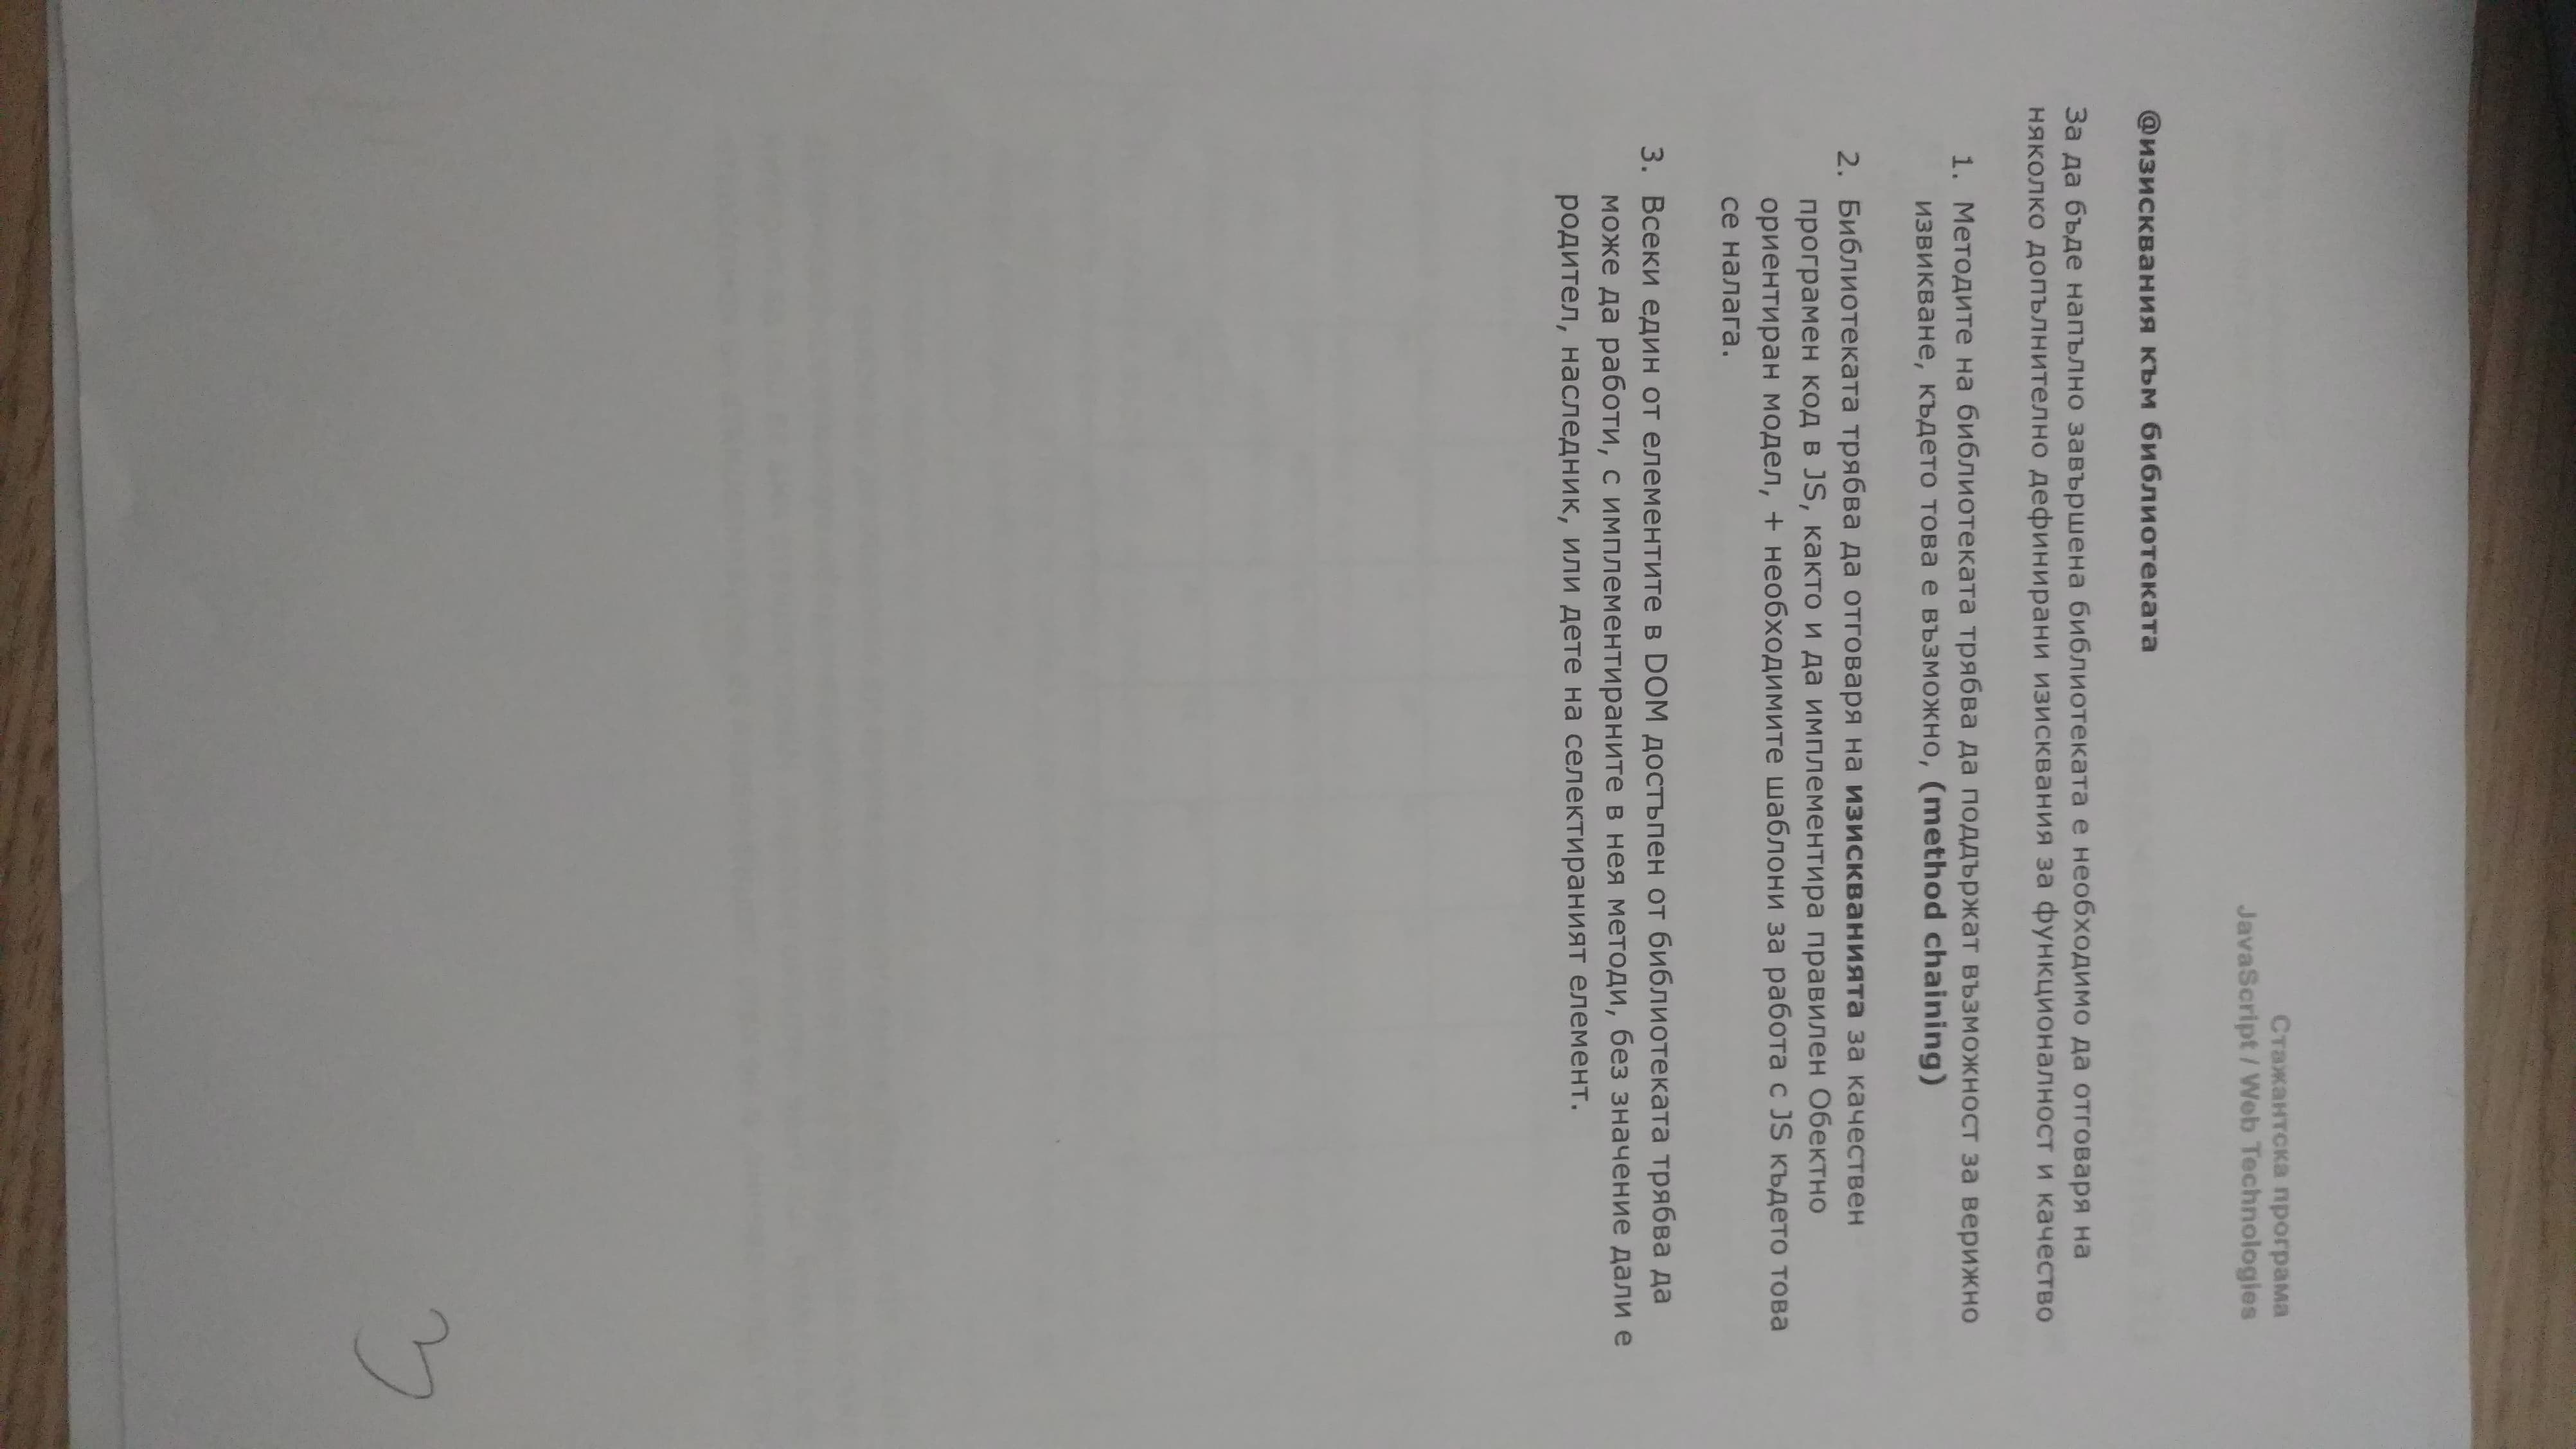 Стажантска програма
JavaScript / Web Technologies
@изисквания към библиотеката
За да бъде напълно завършена библиотеката е необходимо да отговаря на
няколко допълнително дефинирани изисквания за функционалност и качество
1. Методите на библиотеката трябва да поддържат възможност за верижно
извикване, където това е възможно, (method chaining)
2. Библиотеката трябва да отговаря на изискванията за качествен
програмен код в JS, както и да имплементира правилен Обектно
ориентиран модел, + необходимите шаблони за работа с JS където това
се налага.
3. Всеки един от елементите в DOM достъпен от библиотеката трябва да
може да работи, с имплементираните в нея методи, без значение дали е
родител, наследник, или дете на селектираният елемент.
3